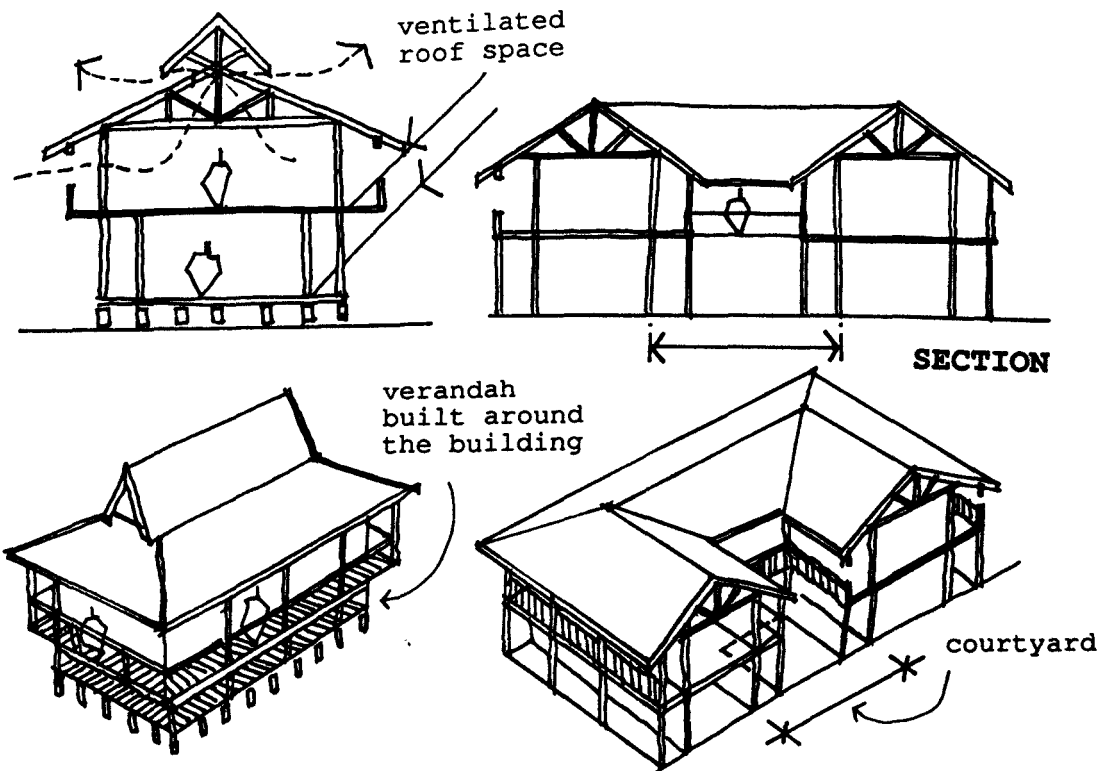 ventilated
roof space
SECTION
verandah
built around
the building
courtyard